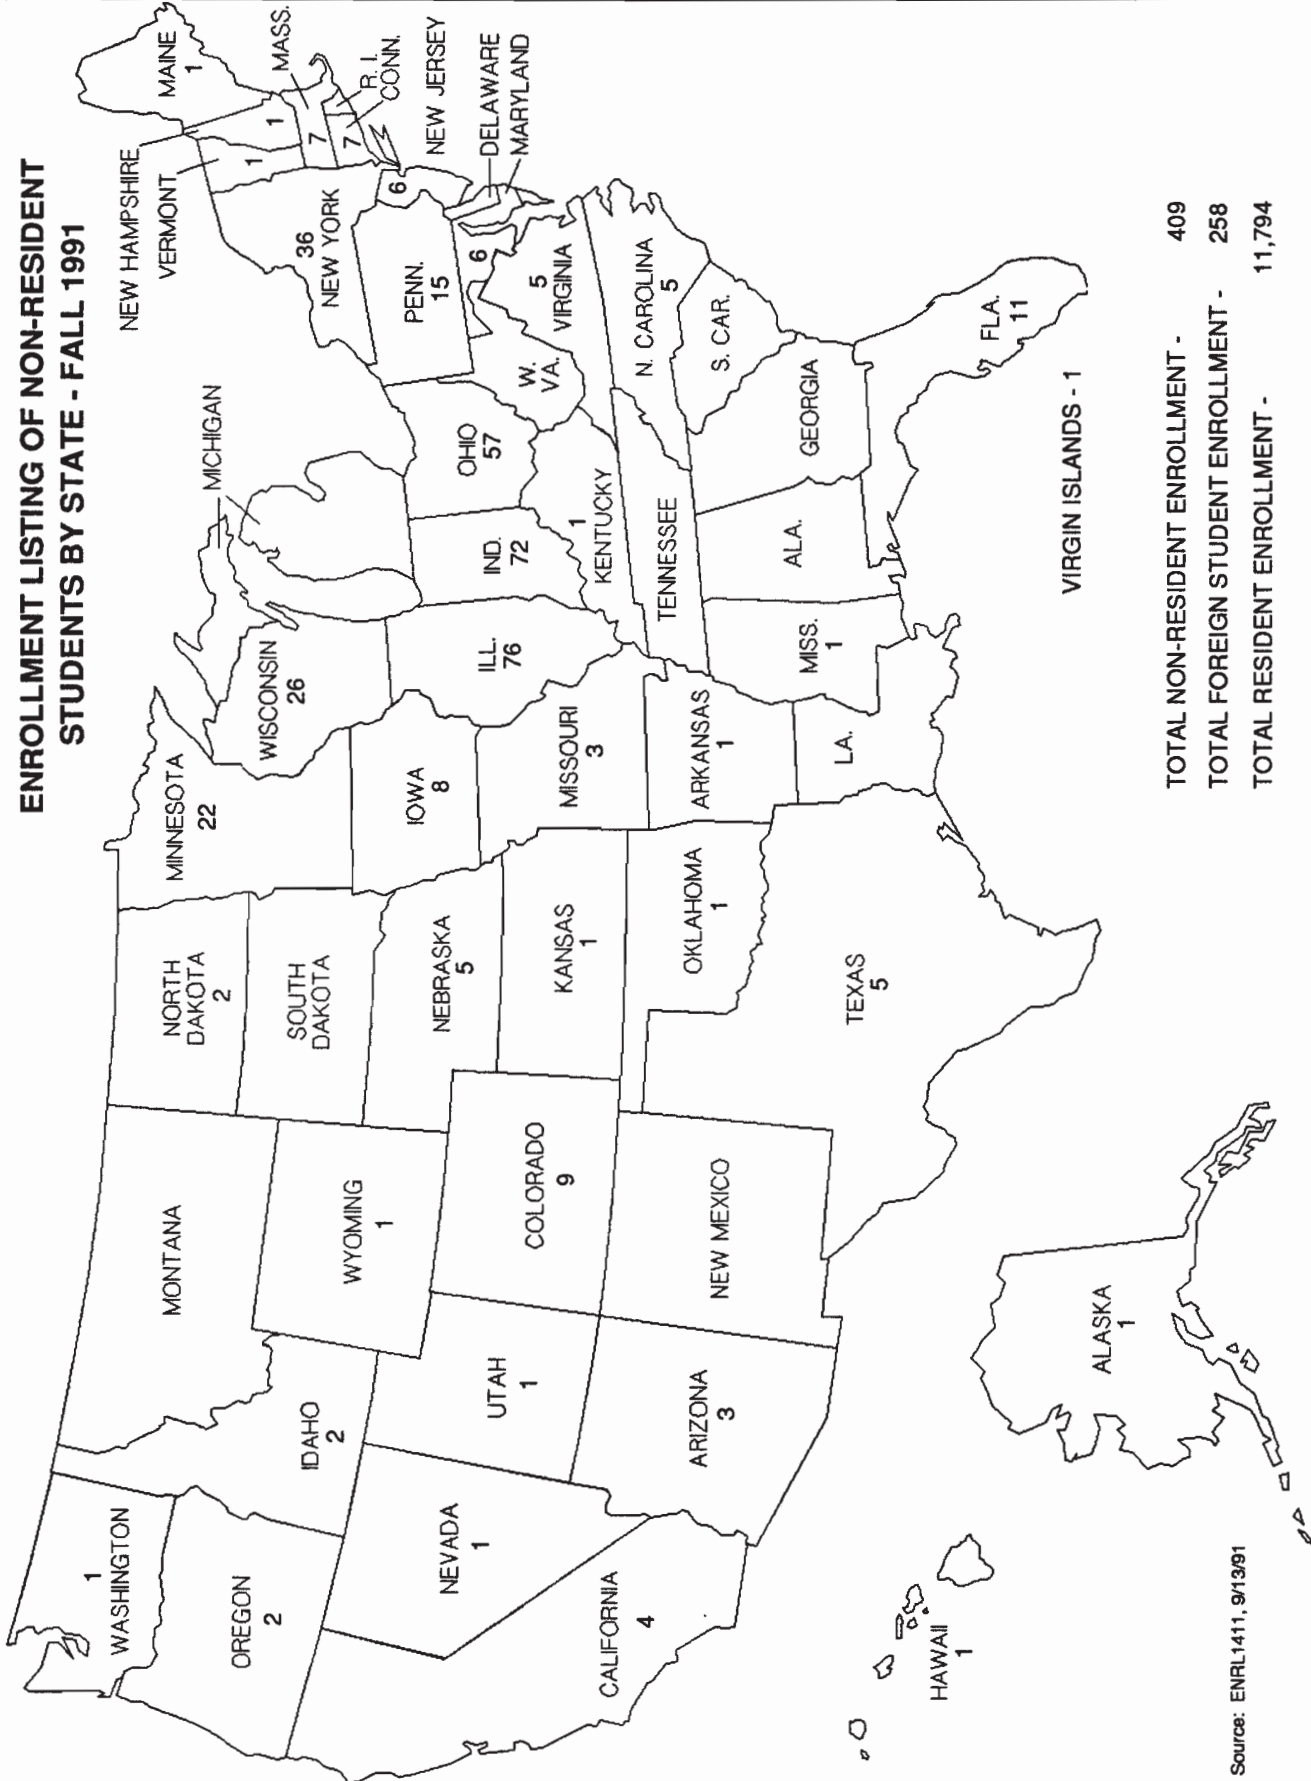 ENROLLMENT LISTING OF NON-RESIDENT
STUDENTS BY STATE - FALL 1991
WASHINGTON
1
OREGON
2
CALIFORNIA
4
NEVADA
1
IDAHO
2
MONTANA
WYOMING
1
UTAH
1
ARIZONA
3
COLORADO
9
NEW MEXICO
NORTH
DAKOTA
2
SOUTH
DAKOTA
NEBRASKA
5
KANSAS
1
OKLAHOMA
1
TEXAS
5
MINNESOTA
22
IOWA
8
MISSOURI
3
ARKANSAS
1
LA.
WISCONSIN
26
ILL.
76
MICHIGAN
IND.
72
OHIO
57
1
KENTUCKY
TENNESSEE
MISS.
1
ALA.
GEORGIA
FLA.
11
S. CAR.
N. CAROLINA
5
5
VIRGINIA
W.
VA.
PENN.
15
36
NEW YORK
NEW HAMPSHIRE
1
VERMONT
1
MAINE
1
MASS.
7
R. I.
CONN.
7
NEW JERSEY
6
DELAWARE
MARYLAND
6
ALASKA
1
HAWAII
1
VIRGIN ISLANDS - 1
TOTAL NON-RESIDENT ENROLLMENT - 409
TOTAL FOREIGN STUDENT ENROLLMENT - 258
TOTAL RESIDENT ENROLLMENT - 11,794
Source: ENRL1411, 9/13/91